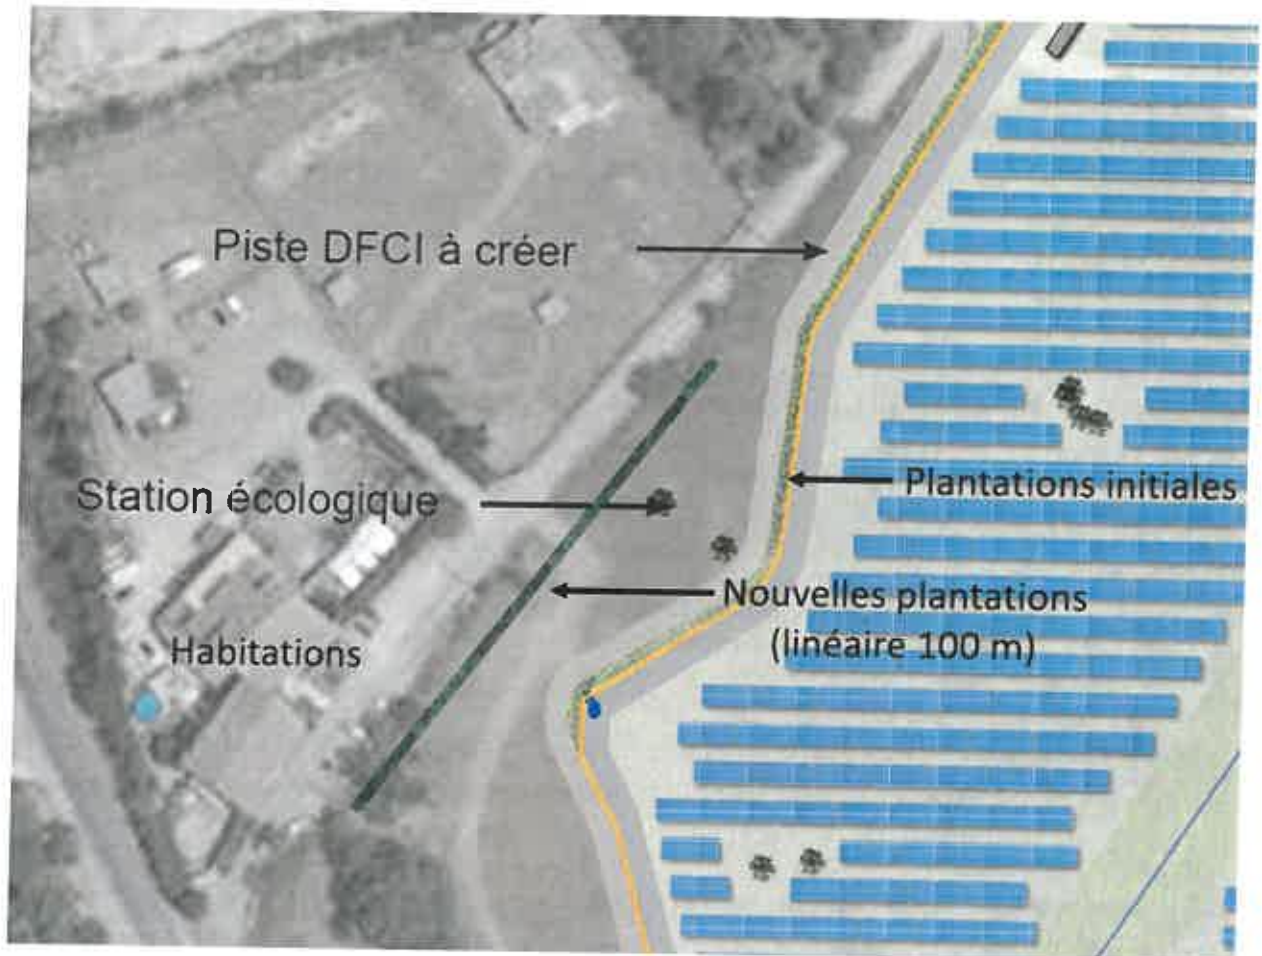 Piste DFCI à créer
Station écologique
Plantations initiales
Nouvelles plantations
(linéaire 100 m)
Habitations